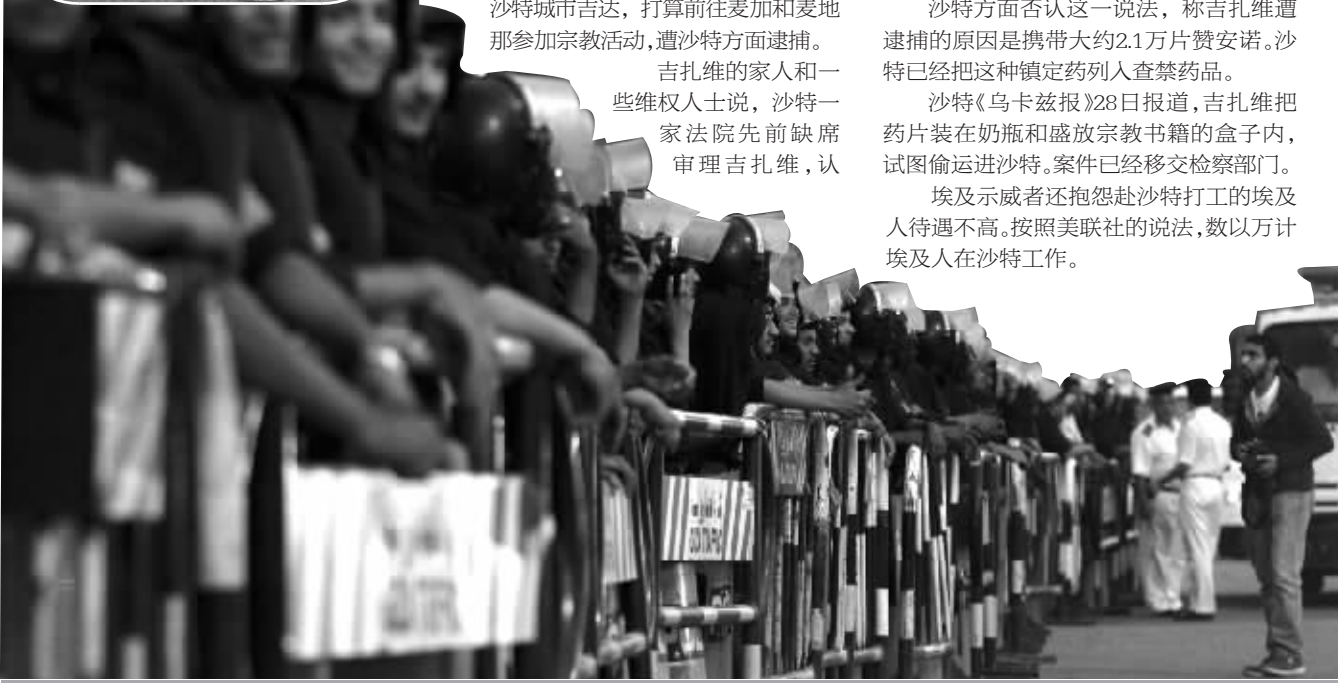 沙特城市吉达，打算前往麦加和麦地
那参加宗教活动，遭沙特方面逮捕。
吉扎维的家人和一
些维权人士说，沙特一
家法院先前缺席
审理吉扎维，认
沙特方面否认这一说法，称吉扎维遭
逮捕的原因是携带大约2.1万片赞安诺。沙
特已经把这种镇定药列入查禁药品。
沙特《乌卡兹报》28日报道，吉扎维把
药片装在奶瓶和盛放宗教书籍的盒子内，
试图偷运进沙特。案件已经移交检察部门。
埃及示威者还抱怨赴沙特打工的埃及
人待遇不高。按照美联社的说法，数以万计
埃及人在沙特工作。